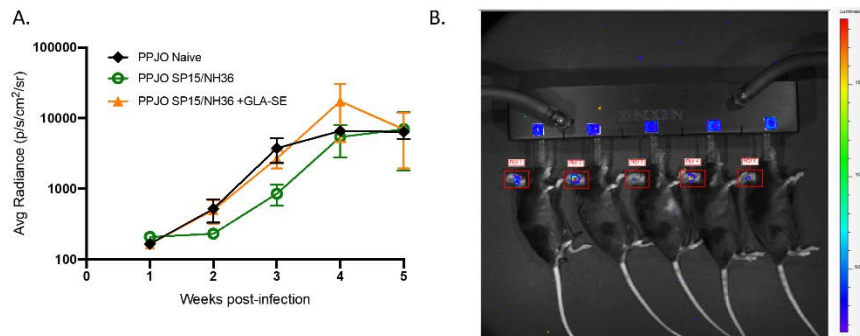 A.
B.
PPJO Naive
PPJO SP15/NH36
PPJO SP15/NH36 +GLA-SE
Avg Radiance (p/s/cm²/sr)
100000
10000
1000
100
0
1
2
3
4
5
Weeks post-infection